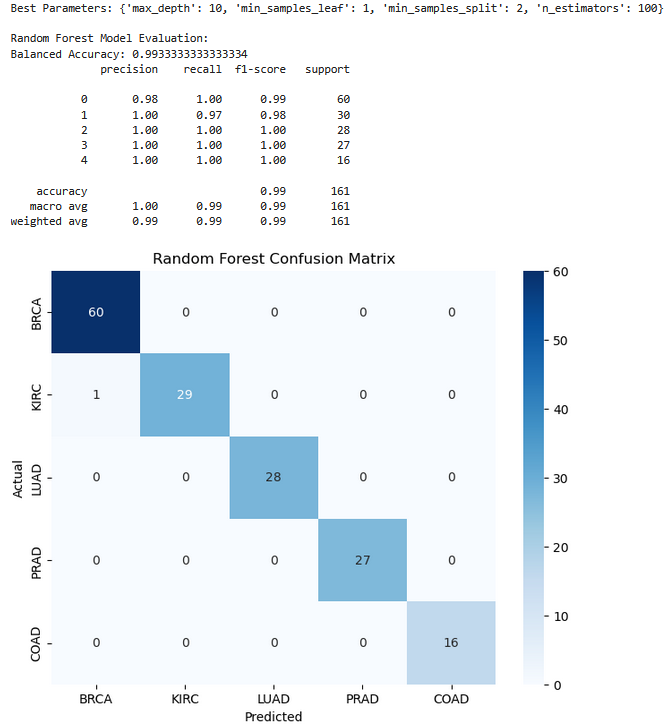 Best Parameters: {'max_depth': 10, 'min_samples_leaf': 1, 'min_samples_split': 2, 'n_estimators': 100}
Random Forest Model Evaluation:
Balanced Accuracy: 0.9933333333333334
precision recall f1-score support
0 0.98 1.00 0.99 60
1 1.00 0.97 0.98 30
2 1.00 1.00 1.00 28
3 1.00 1.00 1.00 27
4 1.00 1.00 1.00 16
accuracy 0.99 161
macro avg 1.00 0.99 0.99 161
weighted avg 0.99 0.99 0.99 161
Random Forest Confusion Matrix
Actual
BRCA 60 0 0 0 0
KIRC 1 29 0 0 0
LUAD 0 0 28 0 0
PRAD 0 0 0 27 0
COAD 0 0 0 0 16
BRCA KIRC LUAD PRAD COAD
Predicted
60
50
40
30
20
10
0